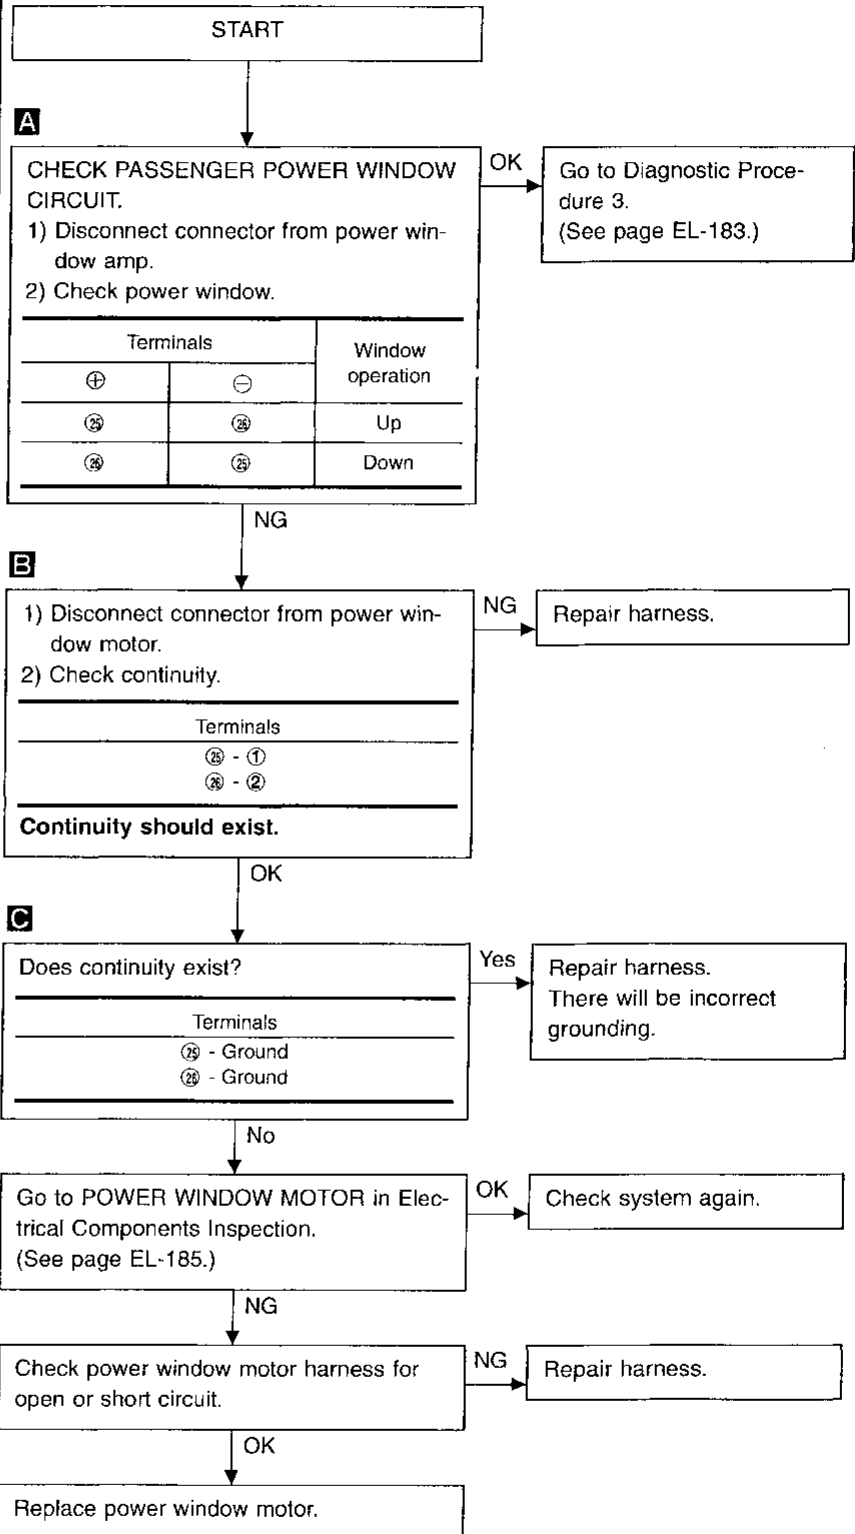 START
A
CHECK PASSENGER POWER WINDOW
CIRCUIT.
1) Disconnect connector from power win-
dow amp.
2) Check power window.
Terminals
Window
operation
⊕ ⊖
㉕ ㉖ Up
㉖ ㉕ Down
OK
Go to Diagnostic Proce-
dure 3.
(See page EL-183.)
NG
B
1) Disconnect connector from power win-
dow motor.
2) Check continuity.
Terminals
㉕ - ①
㉖ - ②
Continuity should exist.
NG
Repair harness.
OK
C
Does continuity exist?
Terminals
㉕ - Ground
㉖ - Ground
Yes
Repair harness.
There will be incorrect
grounding.
No
Go to POWER WINDOW MOTOR in Elec-
trical Components Inspection.
(See page EL-185.)
OK
Check system again.
NG
Check power window motor harness for
open or short circuit.
NG
Repair harness.
OK
Replace power window motor.